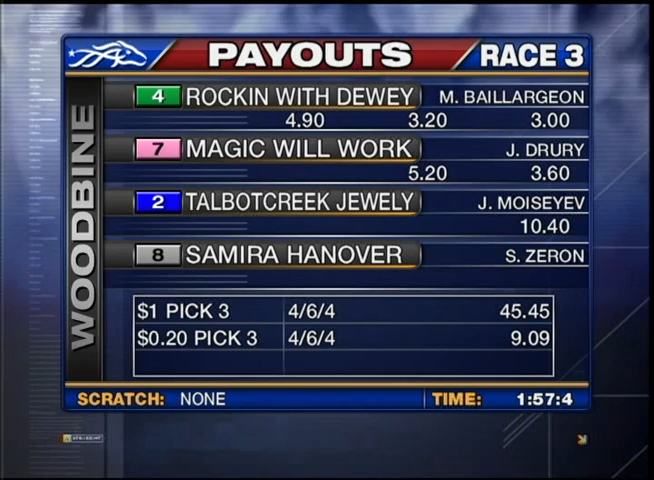 PAYOUTS RACE 3
WOODBINE
4 ROCKIN WITH DEWEY M. BAILLARGEON
4.90 3.20 3.00
7 MAGIC WILL WORK J. DRURY
5.20 3.60
2 TALBOTCREEK JEWELY J. MOISEYEV
10.40
8 SAMIRA HANOVER S. ZERON
$1 PICK 3 4/6/4 45.45
$0.20 PICK 3 4/6/4 9.09
SCRATCH: NONE TIME: 1:57:4